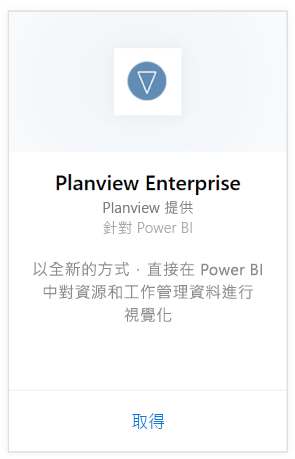 Planview Enterprise
Planview 提供
針對 Power BI
以全新的方式，直接在 Power BI
中對資源和工作管理資料進行
視覺化
取得